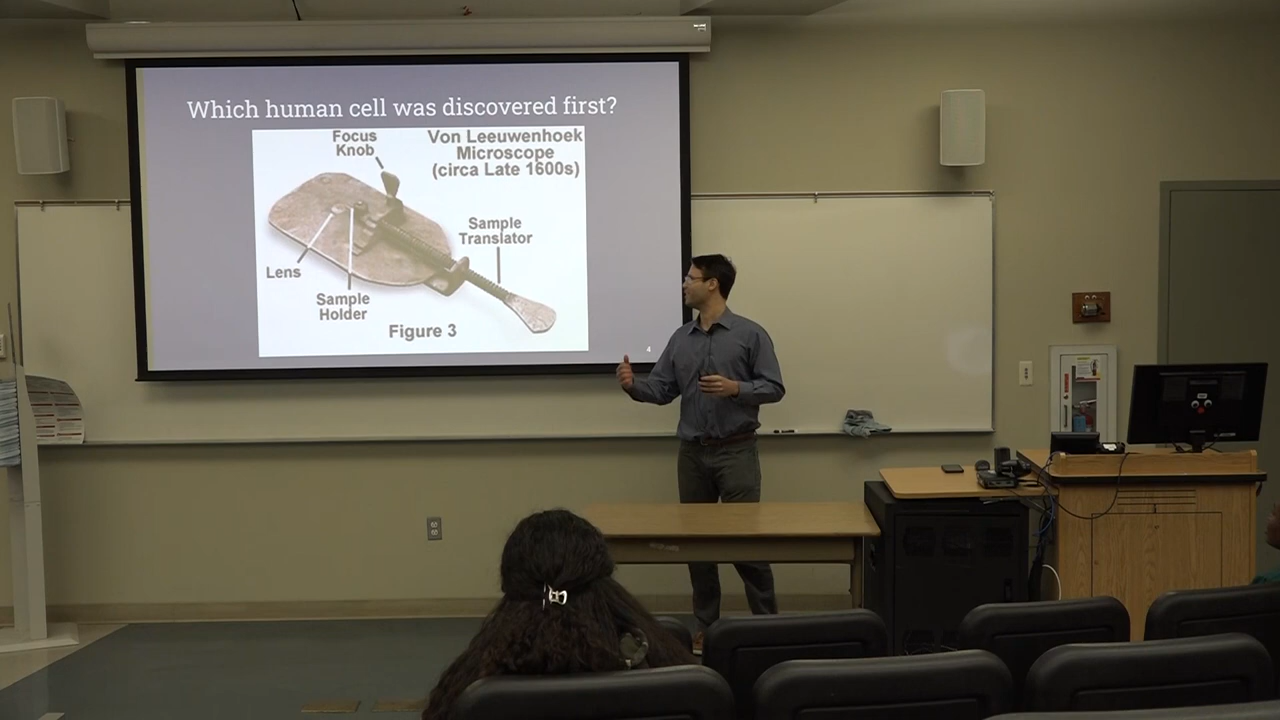 Which human cell was discovered first?
Focus
Knob
Von Leeuwenhoek
Microscope
(circa Late 1600s)
Sample
Translator
Lens
Sample
Holder
Figure 3
4